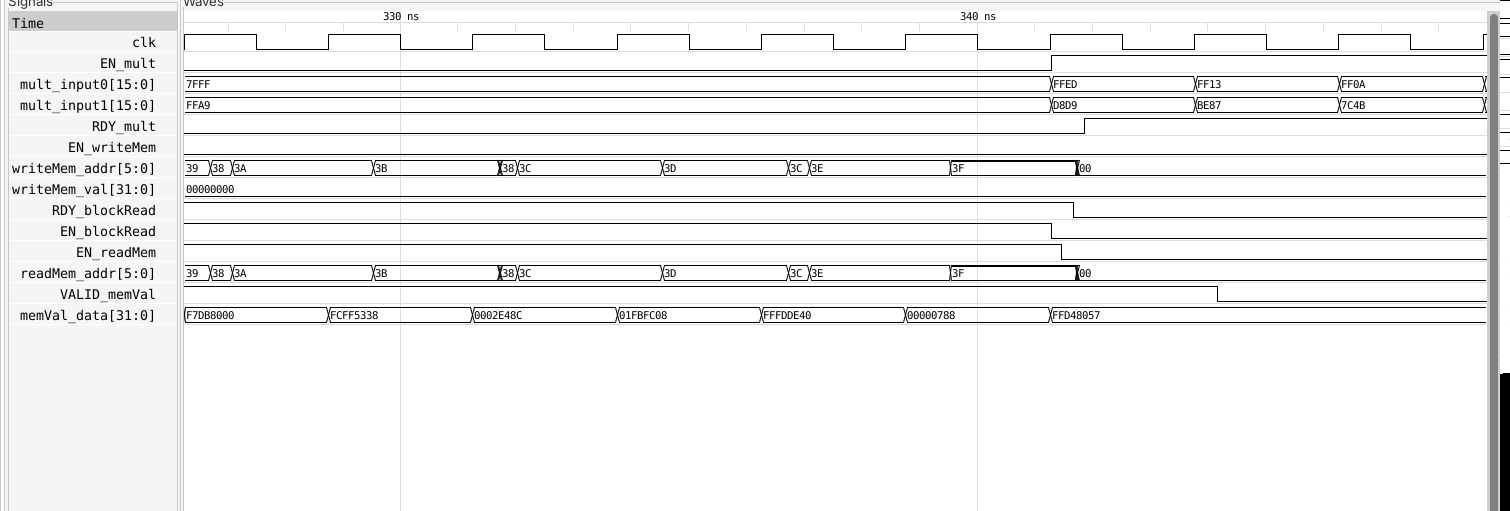 Signals Waves
Time 330 ns 340 ns
clk
EN_mult
mult_input0[15:0] 7FFF FFED FF13 FF0A
mult_input1[15:0] FFA9 D8D9 BE87 7C4B
RDY_mult
EN_writeMem
writeMem_addr[5:0] 39 38 3A 3B 38 3C 3D 3C 3E 3F 00
writeMem_val[31:0] 00000000
RDY_blockRead
EN_blockRead
EN_readMem
readMem_addr[5:0] 39 38 3A 3B 38 3C 3D 3C 3E 3F 00
VALID_memVal
memVal_data[31:0] F7DB8000 FCFF5338 0002E48C 01FBFC08 FFFDDE40 00000788 FFD48057